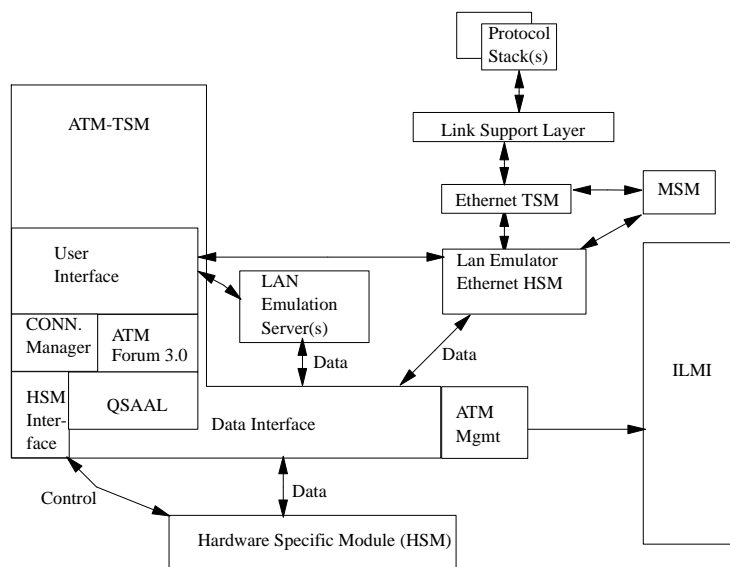 Protocol
Stack(s)
ATM-TSM
Link Support Layer
Ethernet TSM
MSM
User
Interface
Lan Emulator
Ethernet HSM
LAN
Emulation
Server(s)
CONN.
Manager
ATM
Forum 3.0
Data
Data
ILMI
HSM
Inter-
face
QSAAL
Data Interface
ATM
Mgmt
Control
Data
Hardware Specific Module (HSM)